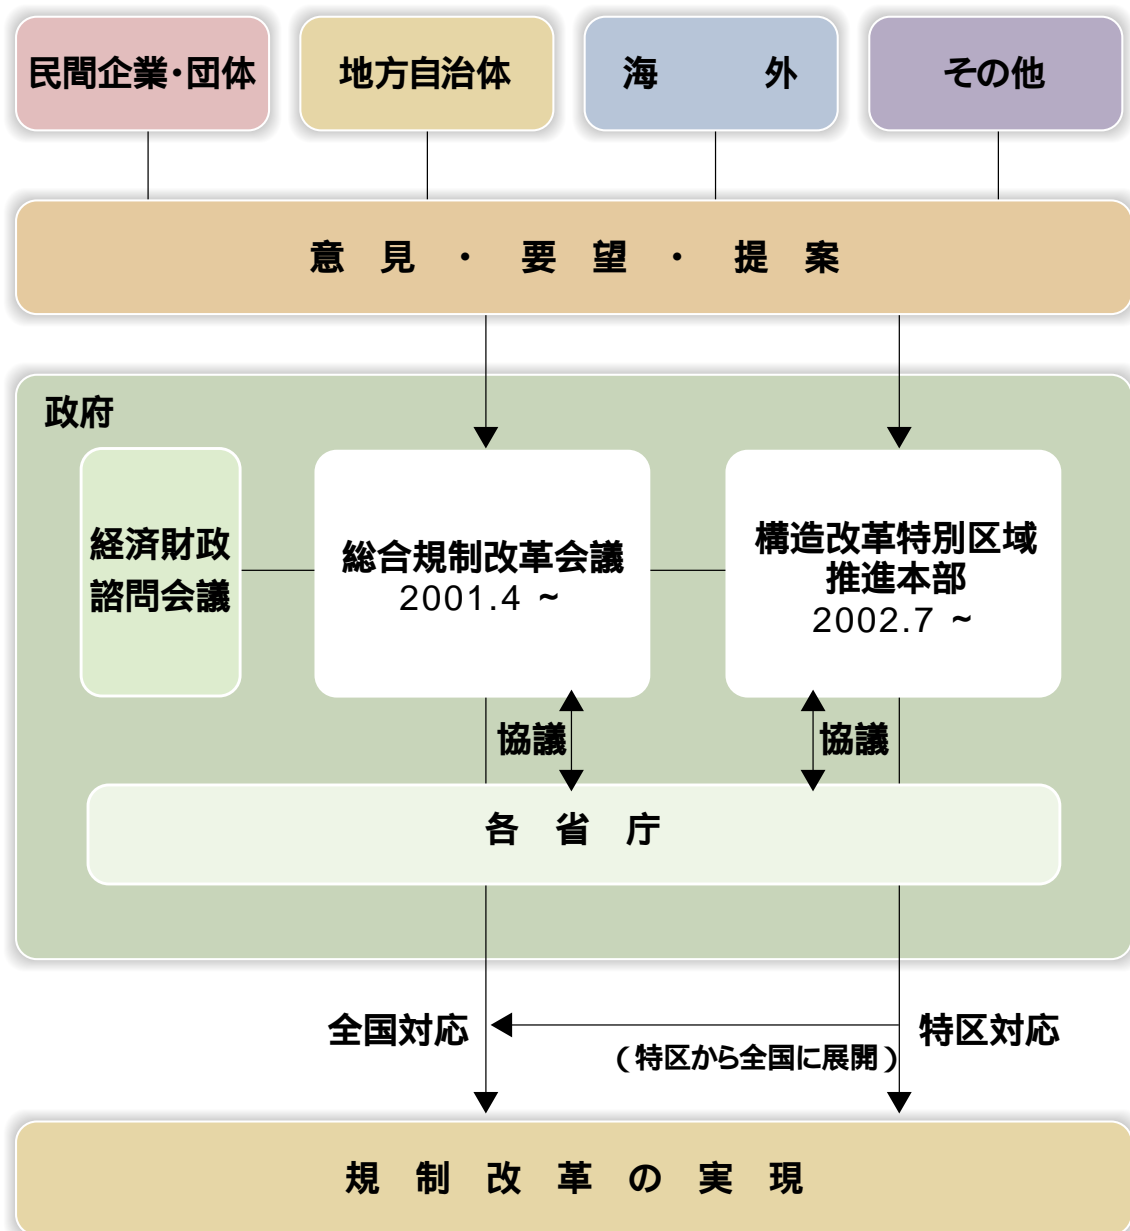 民間企業・団体
地方自治体
海 外
その他
意 見 ・ 要 望 ・ 提 案
政府
経済財政
諮問会議
総合規制改革会議
2001.4 ~
構造改革特別区域
推進本部
2002.7 ~
協議
協議
各 省 庁
全国対応
特区対応
(特区から全国に展開)
規 制 改 革 の 実 現